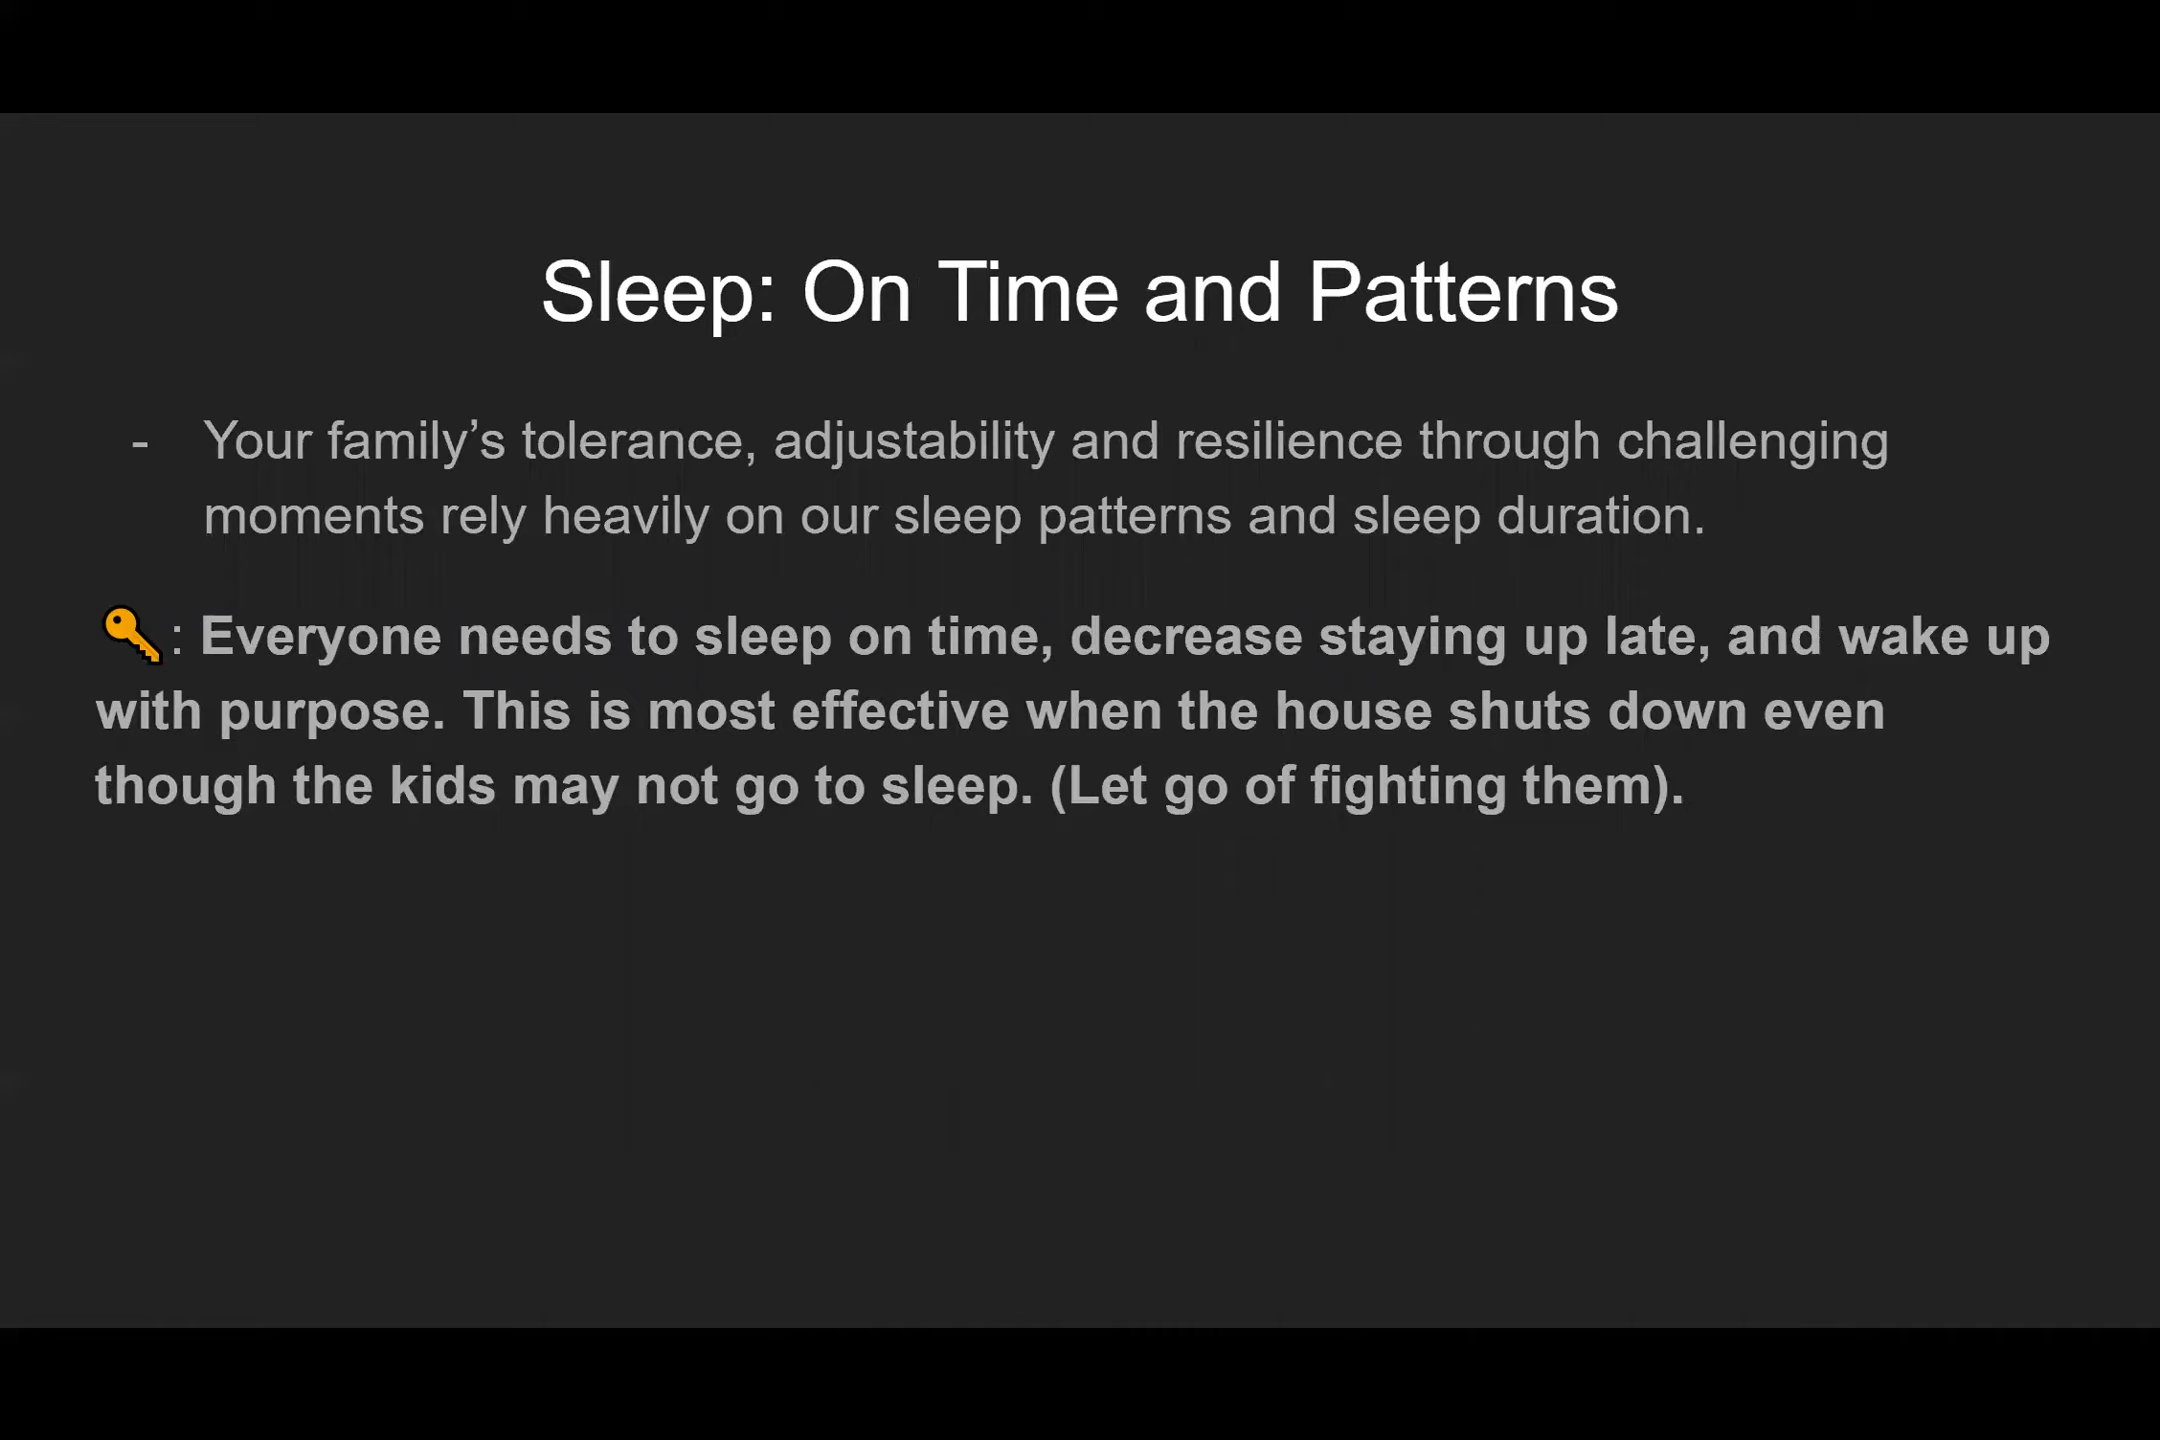 Sleep: On Time and Patterns
- Your family’s tolerance, adjustability and resilience through challenging
moments rely heavily on our sleep patterns and sleep duration.
🔑: Everyone needs to sleep on time, decrease staying up late, and wake up
with purpose. This is most effective when the house shuts down even
though the kids may not go to sleep. (Let go of fighting them).